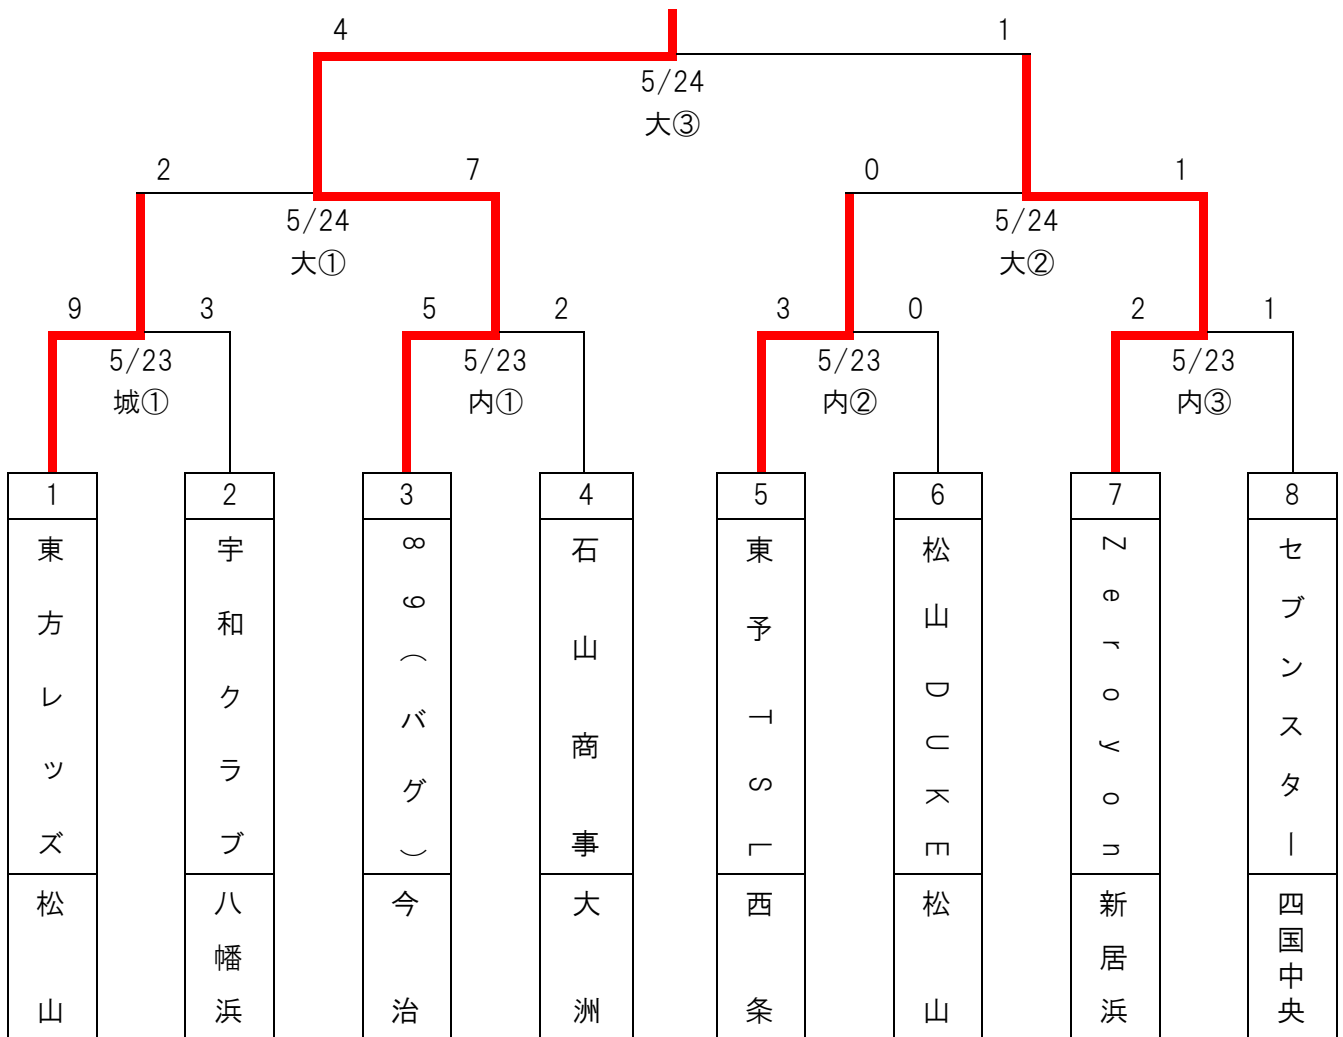 4 1
5/24
大③
2 7 0 1
5/24 5/24
大① 大②
9 3 5 2 3 0 2 1
5/23 5/23 5/23 5/23
城① 内① 内② 内③
1 2 3 4 5 6 7 8
東方レッズ
宇和クラブ
89(バグ)
石山商事
東予TSL
松山DUKE
Zeroyon
セブンスター
松山
八幡浜
今治
大洲
西条
松山
新居浜
四国中央